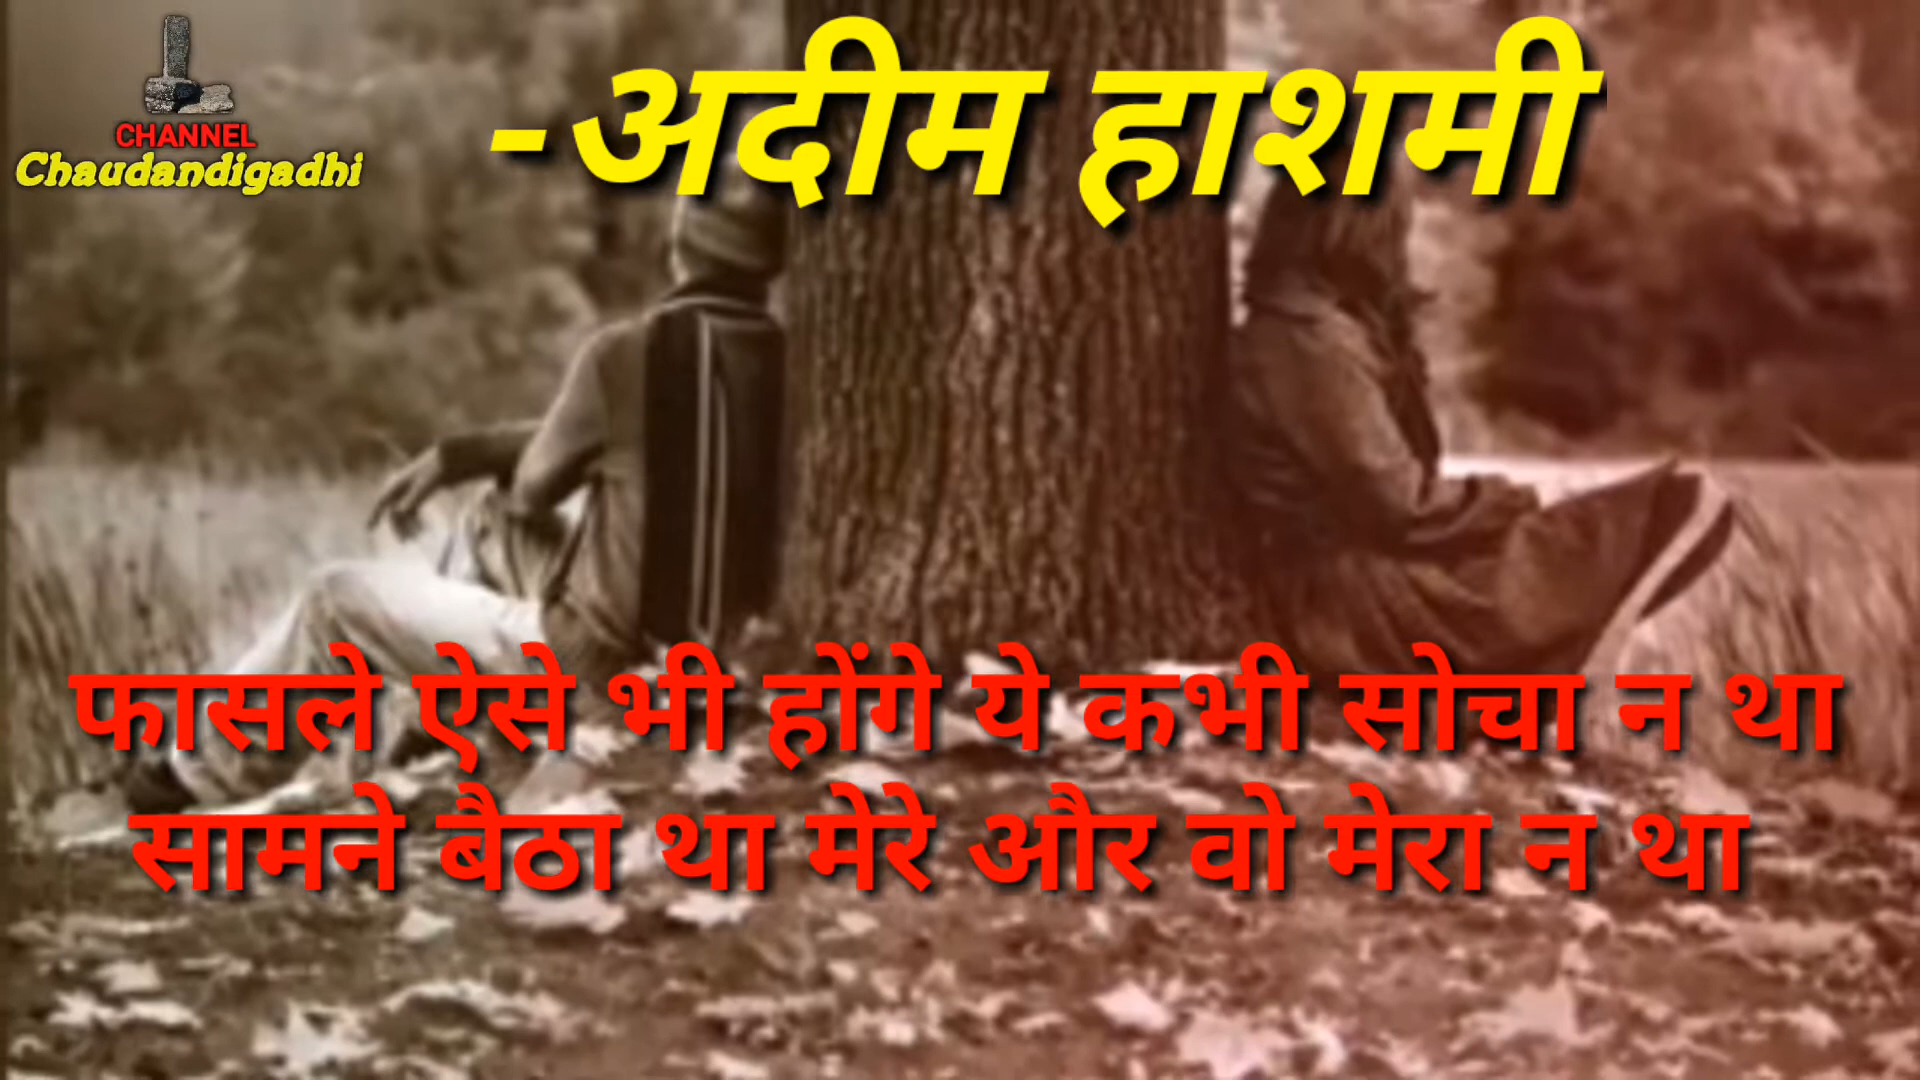 CHANNEL
Chaudandigadhi
-अदीम हाशमी
फासले ऐसे भी होंगे ये कभी सोचा न था
सामने बैठा था मेरे और वो मेरा न था